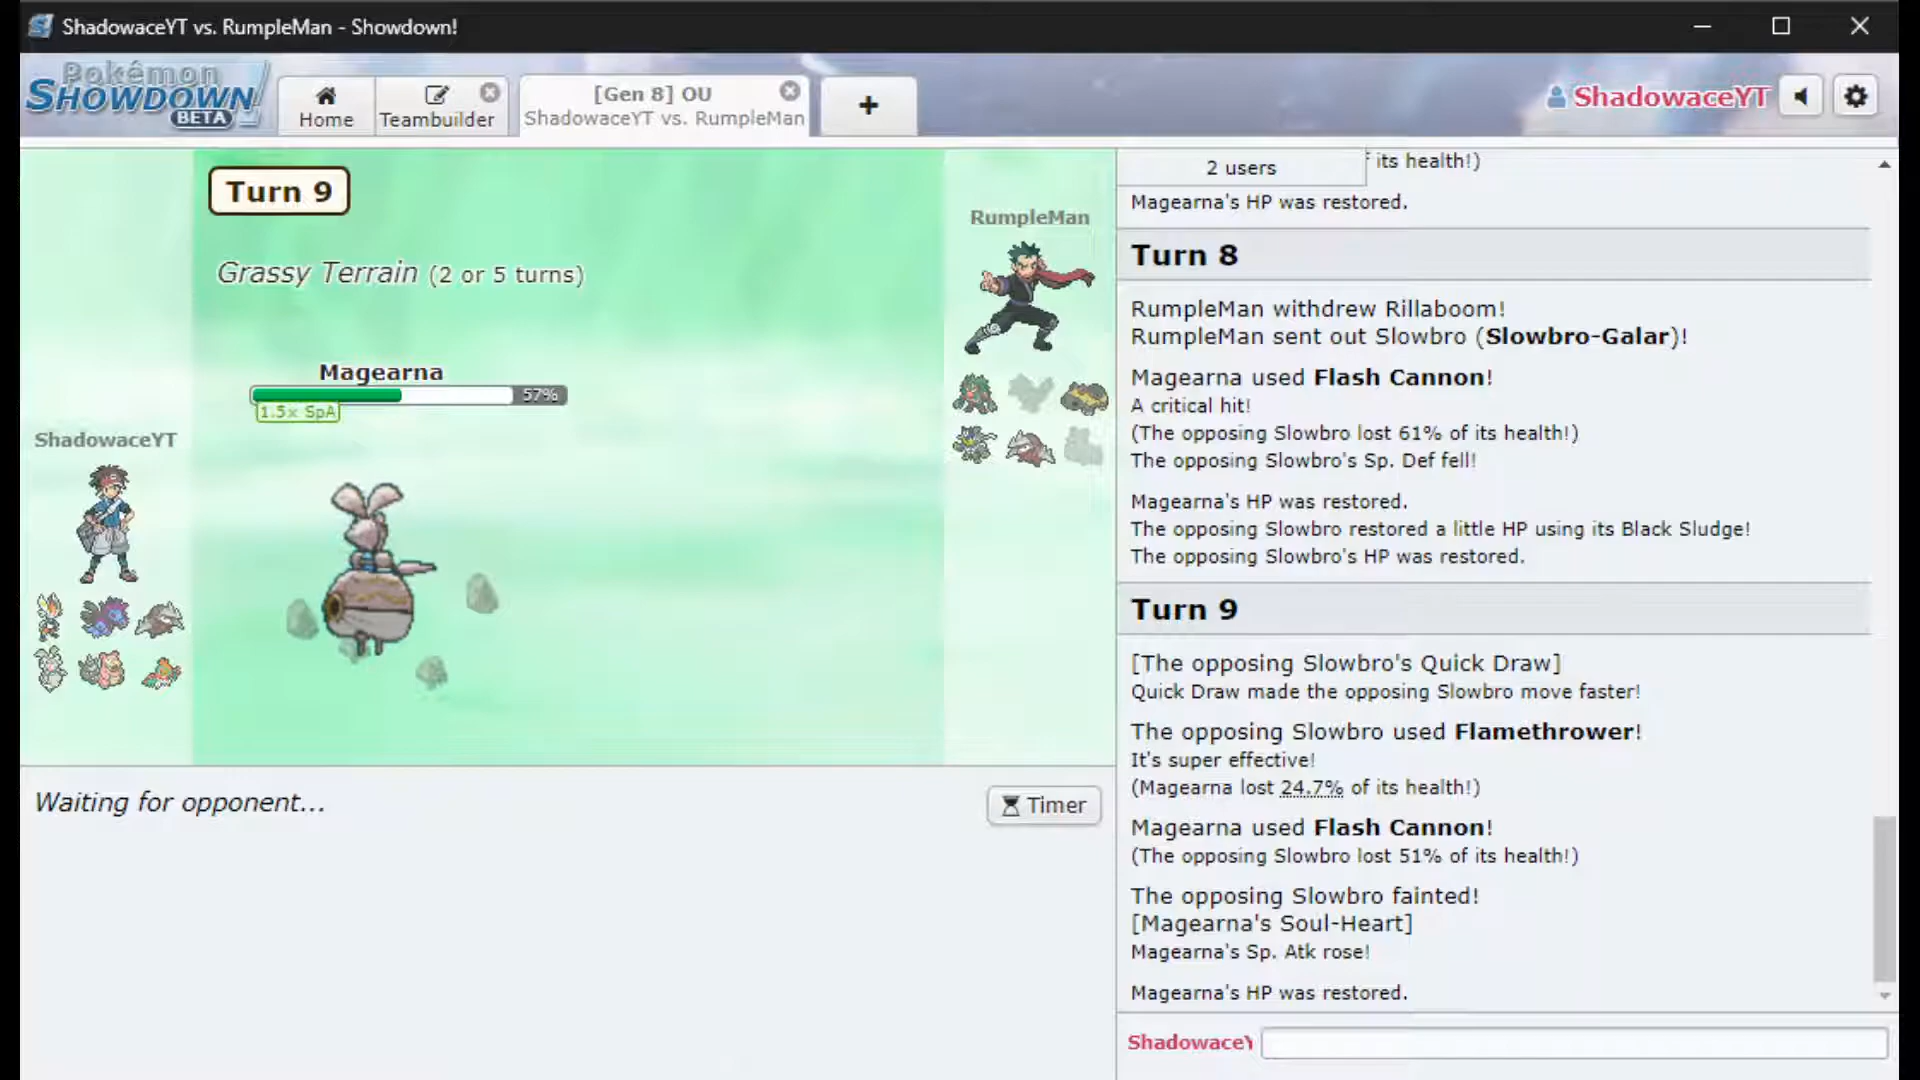 ShadowaceYT vs. RumpleMan - Showdown!
Pokémon
SHOWDOWN!
BETA
Home
Teambuilder
[Gen 8] OU
ShadowaceYT vs. RumpleMan
+
ShadowaceYT
Turn 9
Grassy Terrain (2 or 5 turns)
RumpleMan
Magearna
57%
1.5× SpA
ShadowaceYT
Waiting for opponent...
Timer
2 users
its health!)
Magearna's HP was restored.
Turn 8
RumpleMan withdrew Rillaboom!
RumpleMan sent out Slowbro (Slowbro-Galar)!
Magearna used Flash Cannon!
A critical hit!
(The opposing Slowbro lost 61% of its health!)
The opposing Slowbro's Sp. Def fell!
Magearna's HP was restored.
The opposing Slowbro restored a little HP using its Black Sludge!
The opposing Slowbro's HP was restored.
Turn 9
[The opposing Slowbro's Quick Draw]
Quick Draw made the opposing Slowbro move faster!
The opposing Slowbro used Flamethrower!
It's super effective!
(Magearna lost 24.7% of its health!)
Magearna used Flash Cannon!
(The opposing Slowbro lost 51% of its health!)
The opposing Slowbro fainted!
[Magearna's Soul-Heart]
Magearna's Sp. Atk rose!
Magearna's HP was restored.
ShadowaceY